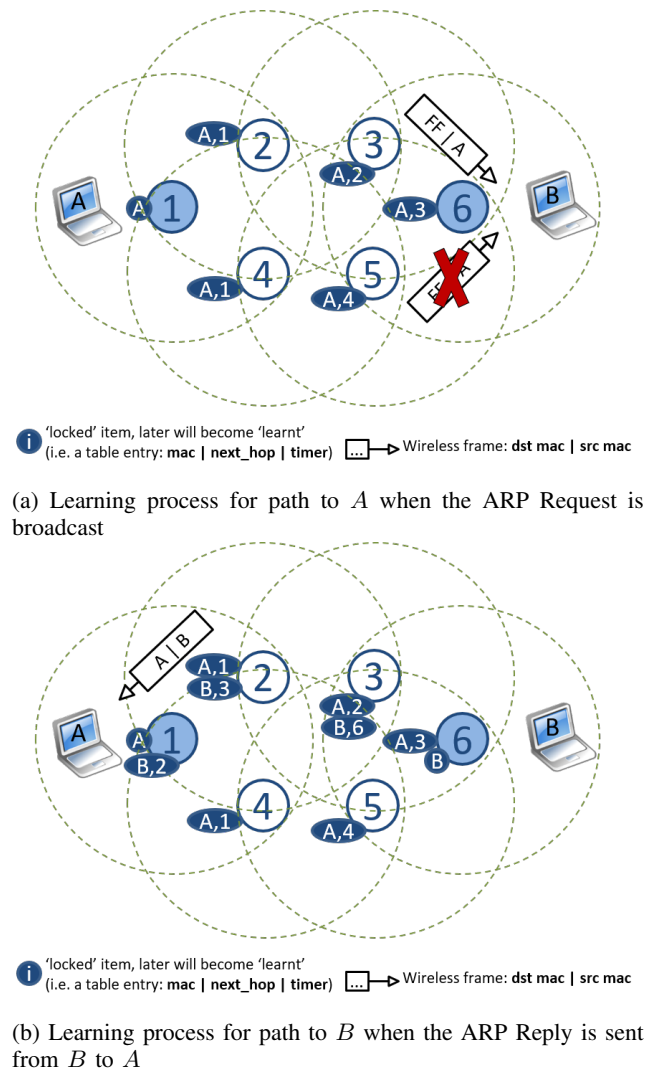 FF | A
A,1
2
3
A,2
A
A
1
A,3
6
B
4
A,1
5
A,4
i
'locked' item, later will become 'learnt'
(i.e. a table entry: mac | next_hop | timer)
... Wireless frame: dst mac | src mac
(a) Learning process for path to A when the ARP Request is
broadcast
A | B
A,1
B,3
2
3
A,2
B,6
A
A
1
B,2
A,3
B
6
B
4
A,1
5
A,4
i
'locked' item, later will become 'learnt'
(i.e. a table entry: mac | next_hop | timer)
... Wireless frame: dst mac | src mac
(b) Learning process for path to B when the ARP Reply is sent
from B to A